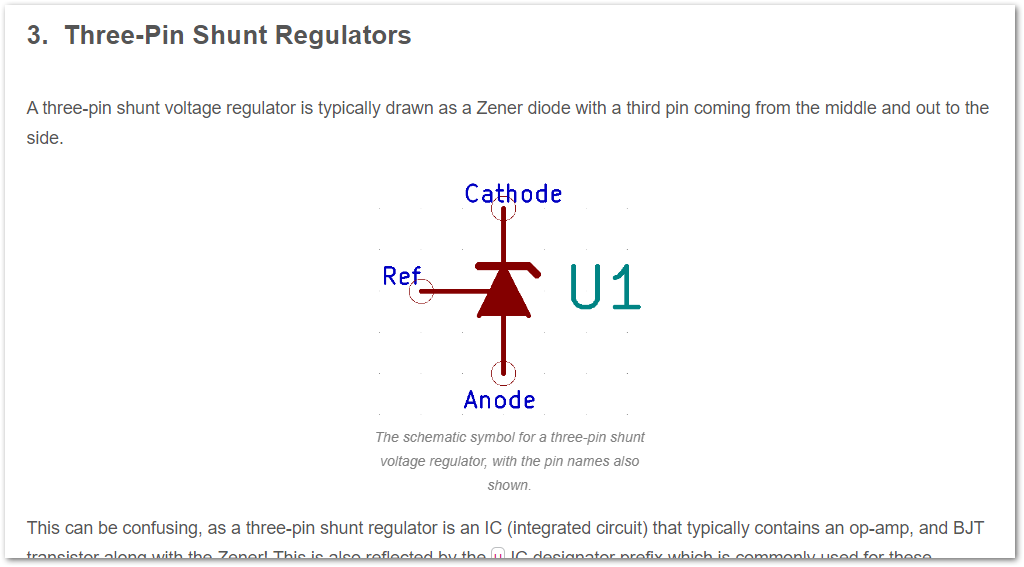 3. Three-Pin Shunt Regulators
A three-pin shunt voltage regulator is typically drawn as a Zener diode with a third pin coming from the middle and out to the
side.
Cathode
Ref
U1
Anode
The schematic symbol for a three-pin shunt
voltage regulator, with the pin names also
shown.
This can be confusing, as a three-pin shunt regulator is an IC (integrated circuit) that typically contains an op-amp, and BJT
transistor along with the Zener! This is also reflected by the U IC designator prefix which is commonly used for these